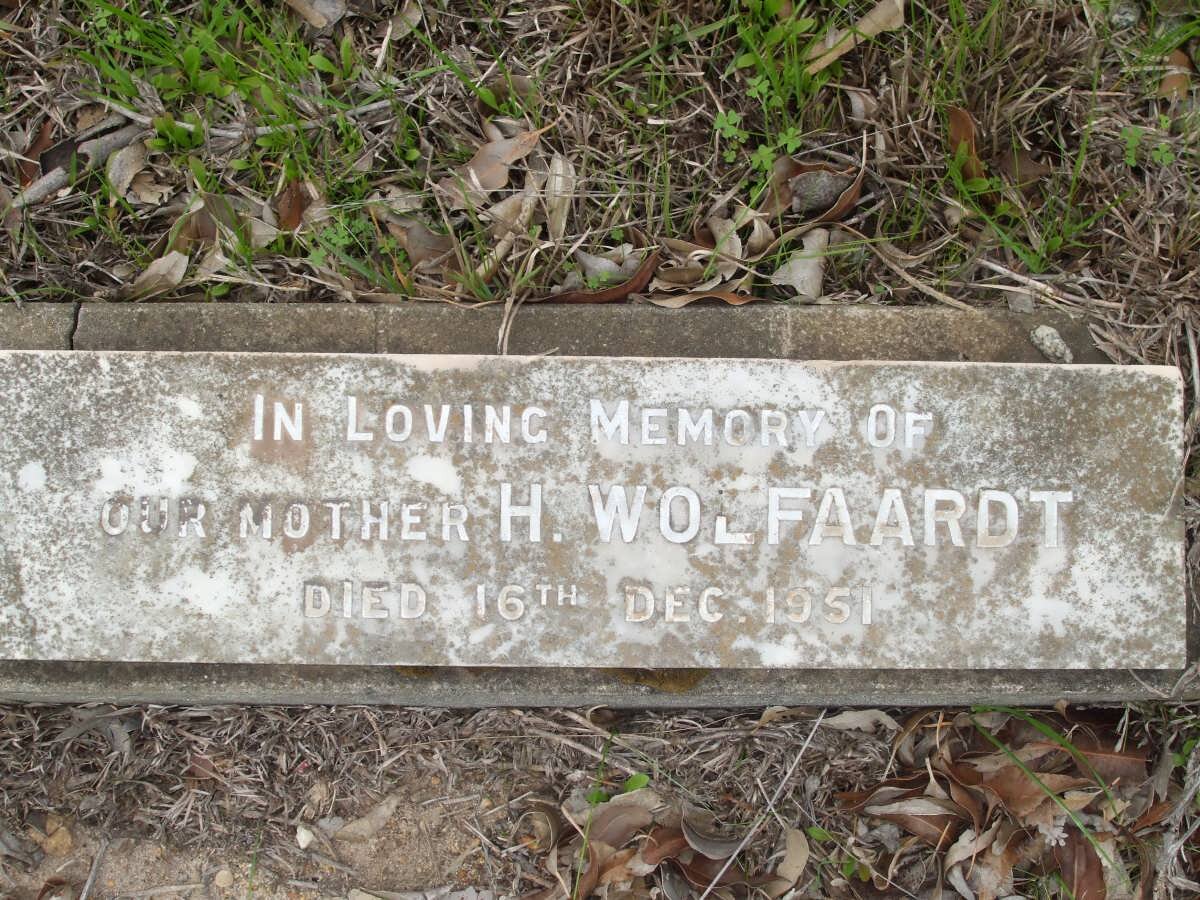 IN LOVING MEMORY OF
OUR MOTHER H. WOLFAARDT
DIED 16TH DEC. 1951